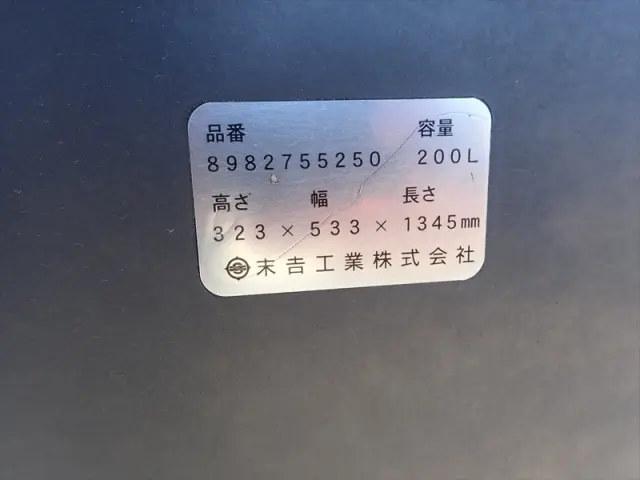 品番 容量
8982755250 200L
高さ 幅 長さ
323 × 533 × 1345mm
末吉工業株式会社